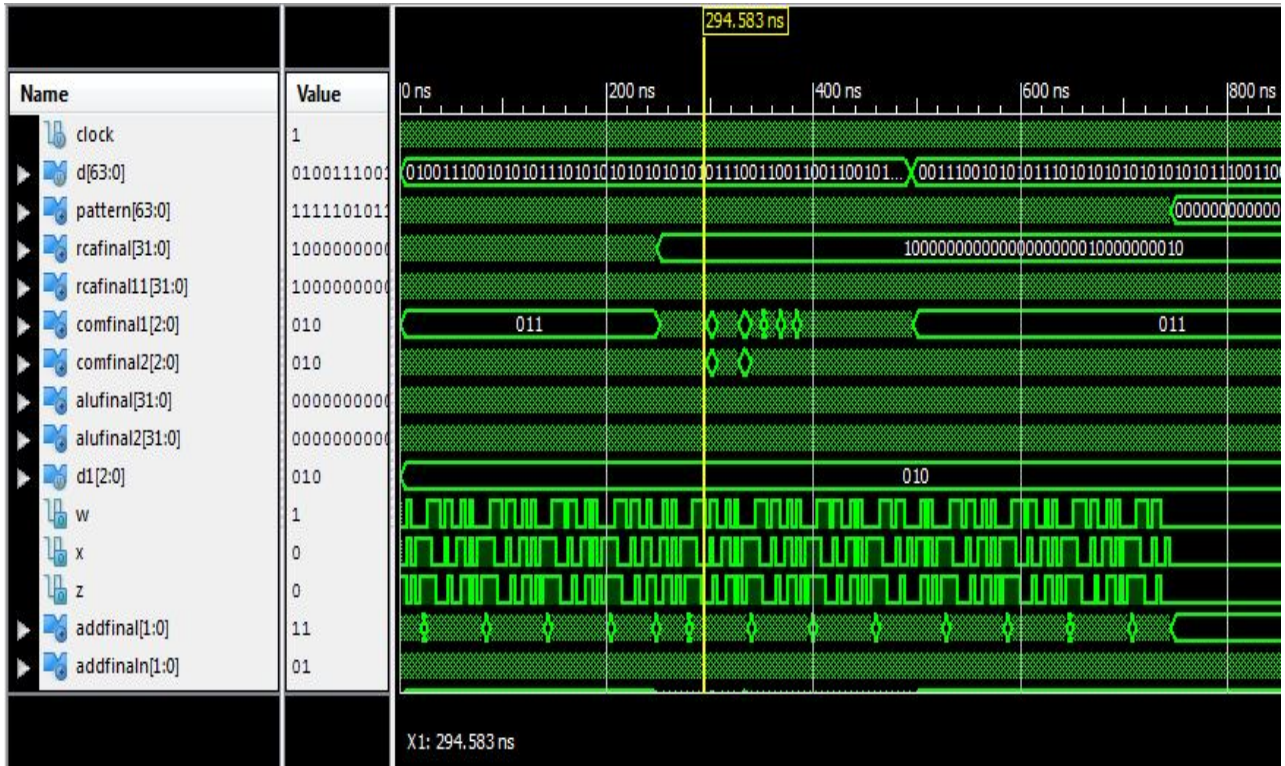 294.583 ns
Name Value 0 ns 200 ns 400 ns 600 ns 800 ns
clock 1
d[63:0] 0100111001 010011100101010111010101010101010111001100110011001 01... 
pattern[63:0] 1111101011 000000000000
rcafinal[31:0] 1000000000 10000000000000000000010000000010
rcafinal11[31:0] 1000000000
comfinal1[2:0] 010 011 011
comfinal2[2:0] 010
alufinal[31:0] 0000000000
alufinal2[31:0] 0000000000
d1[2:0] 010 010
w 1
x 0
z 0
addfinal[1:0] 11
addfinaln[1:0] 01
X1: 294.583 ns